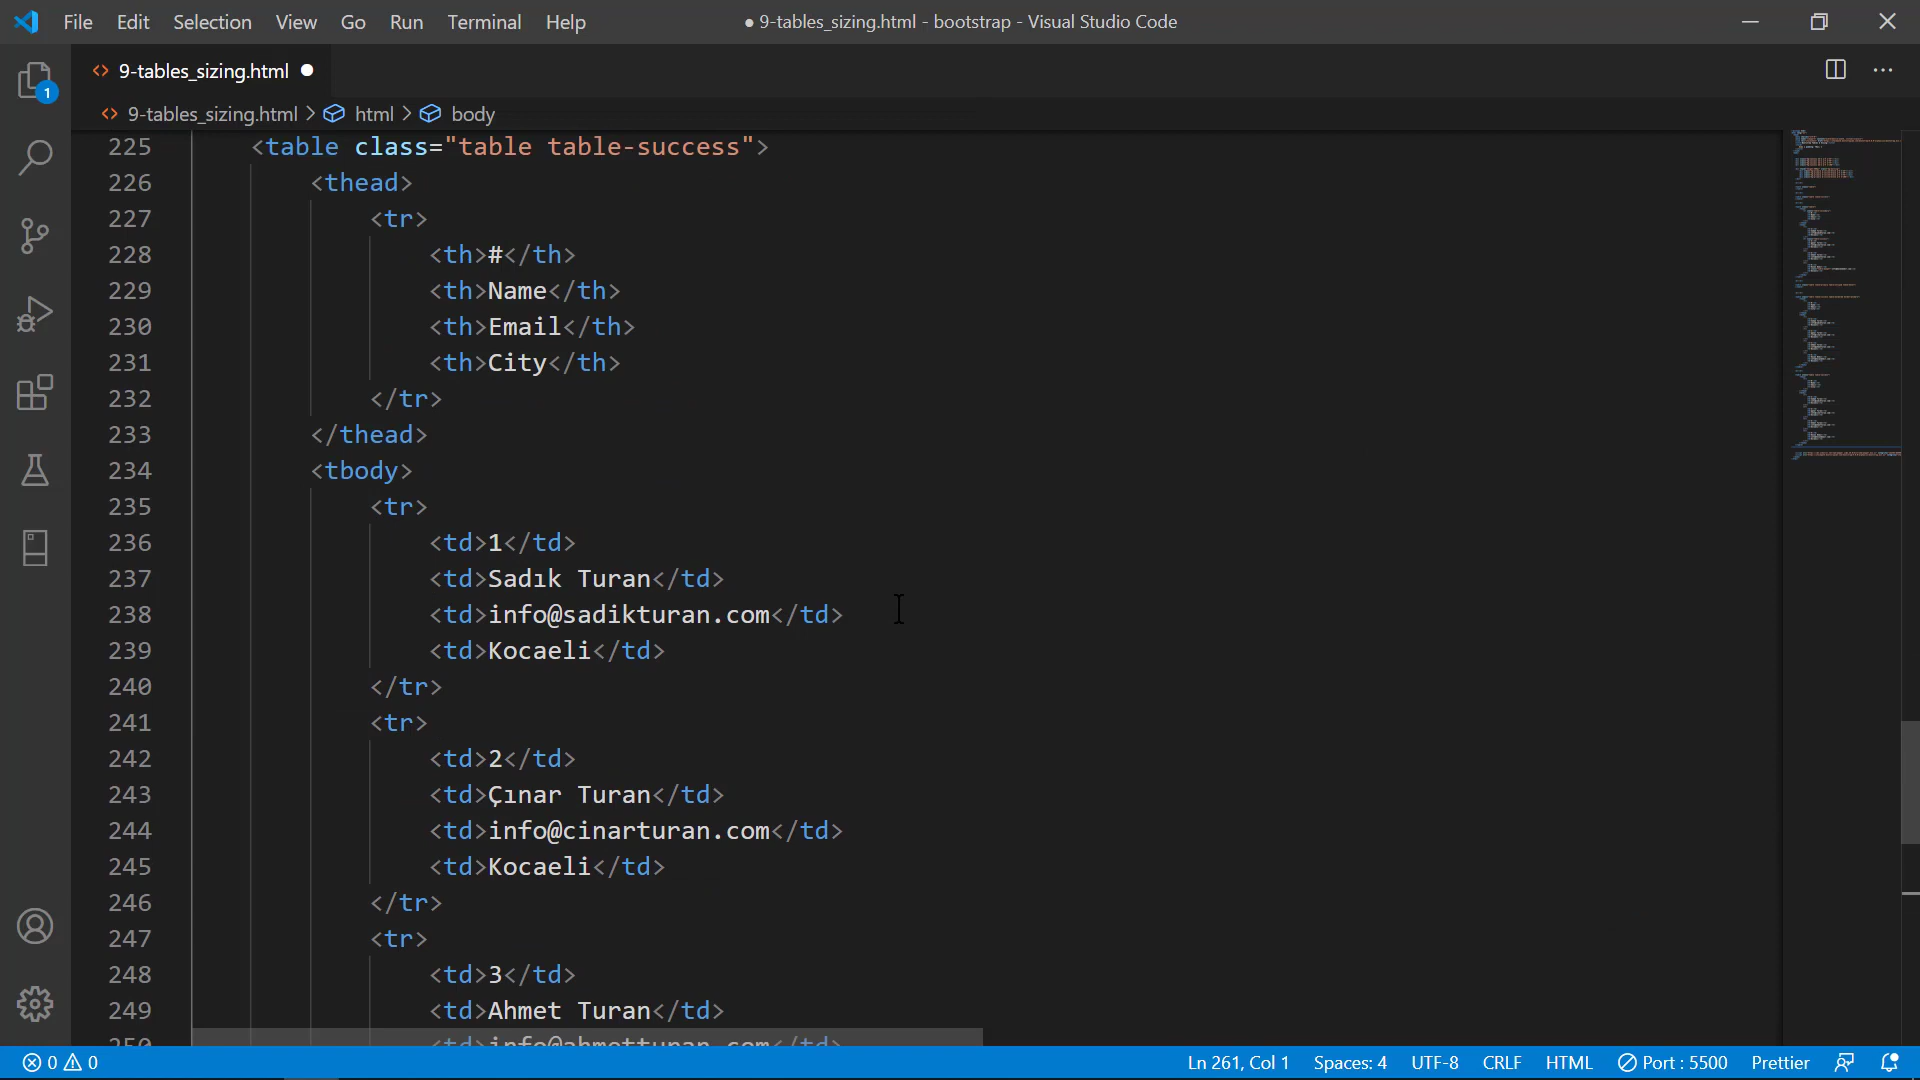 File Edit Selection View Go Run Terminal Help
● 9-tables_sizing.html - bootstrap - Visual Studio Code
1
<> 9-tables_sizing.html ●
<> 9-tables_sizing.html > html > body
225 <table class="table table-success">
226 <thead>
227 <tr>
228 <th>#</th>
229 <th>Name</th>
230 <th>Email</th>
231 <th>City</th>
232 </tr>
233 </thead>
234 <tbody>
235 <tr>
236 <td>1</td>
237 <td>Sadık Turan</td>
238 <td>info@sadikturan.com</td>
239 <td>Kocaeli</td>
240 </tr>
241 <tr>
242 <td>2</td>
243 <td>Çınar Turan</td>
244 <td>info@cinarturan.com</td>
245 <td>Kocaeli</td>
246 </tr>
247 <tr>
248 <td>3</td>
249 <td>Ahmet Turan</td>
250 <td>info@ahmetturan.com</td>
0 0 Ln 261, Col 1 Spaces: 4 UTF-8 CRLF HTML Port : 5500 Prettier